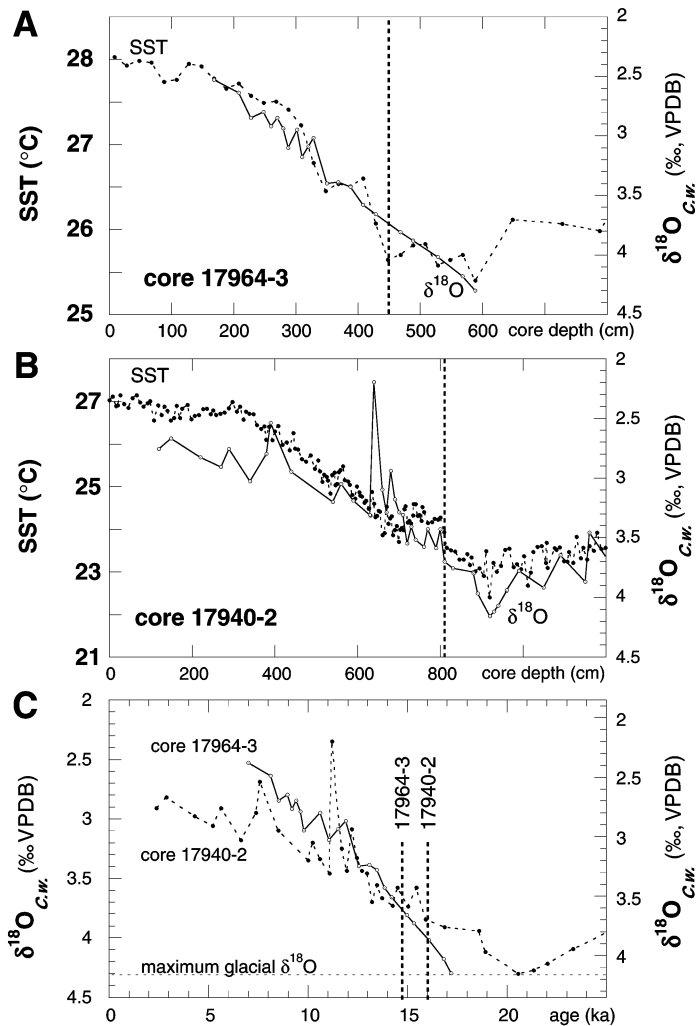 A
SST
28
27
26
25
SST (°C)
2
2.5
3
3.5
4
4.5
δ18O C.w. (‰, VPDB)
core 17964-3
δ18O
0 100 200 300 400 500 600 core depth (cm)
B
SST
27
25
23
21
SST (°C)
2
2.5
3
3.5
4
4.5
δ18O C.w. (‰, VPDB)
core 17940-2
δ18O
0 200 400 600 800 core depth (cm)
C
2
2.5
3
3.5
4
4.5
δ18O C.w. (‰ VPDB)
core 17964-3
core 17940-2
17964-3
17940-2
maximum glacial δ18O
2
2.5
3
3.5
4
δ18O C.w. (‰, VPDB)
0 5 10 15 20 age (ka)